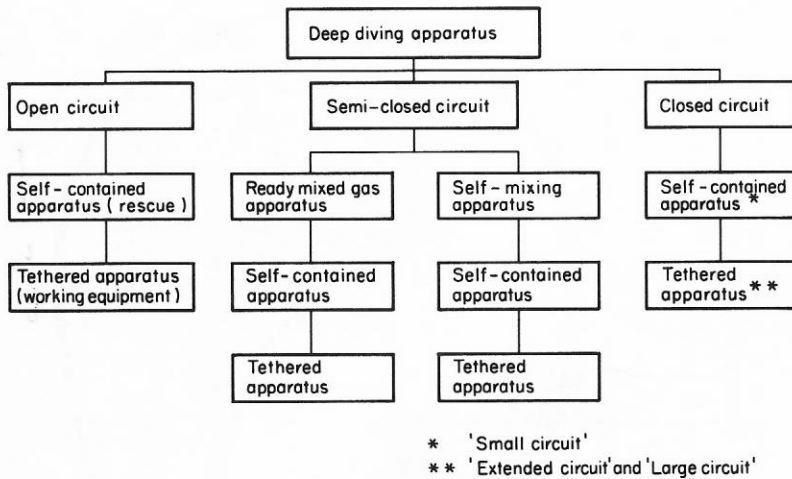 Deep diving apparatus
Open circuit
Semi-closed circuit
Closed circuit
Self-contained
apparatus (rescue)
Ready mixed gas
apparatus
Self-mixing
apparatus
Self-contained
apparatus *
Tethered apparatus
(working equipment)
Self-contained
apparatus
Self-contained
apparatus
Tethered
apparatus **
Tethered
apparatus
Tethered
apparatus
* 'Small circuit'
** 'Extended circuit' and 'Large circuit'